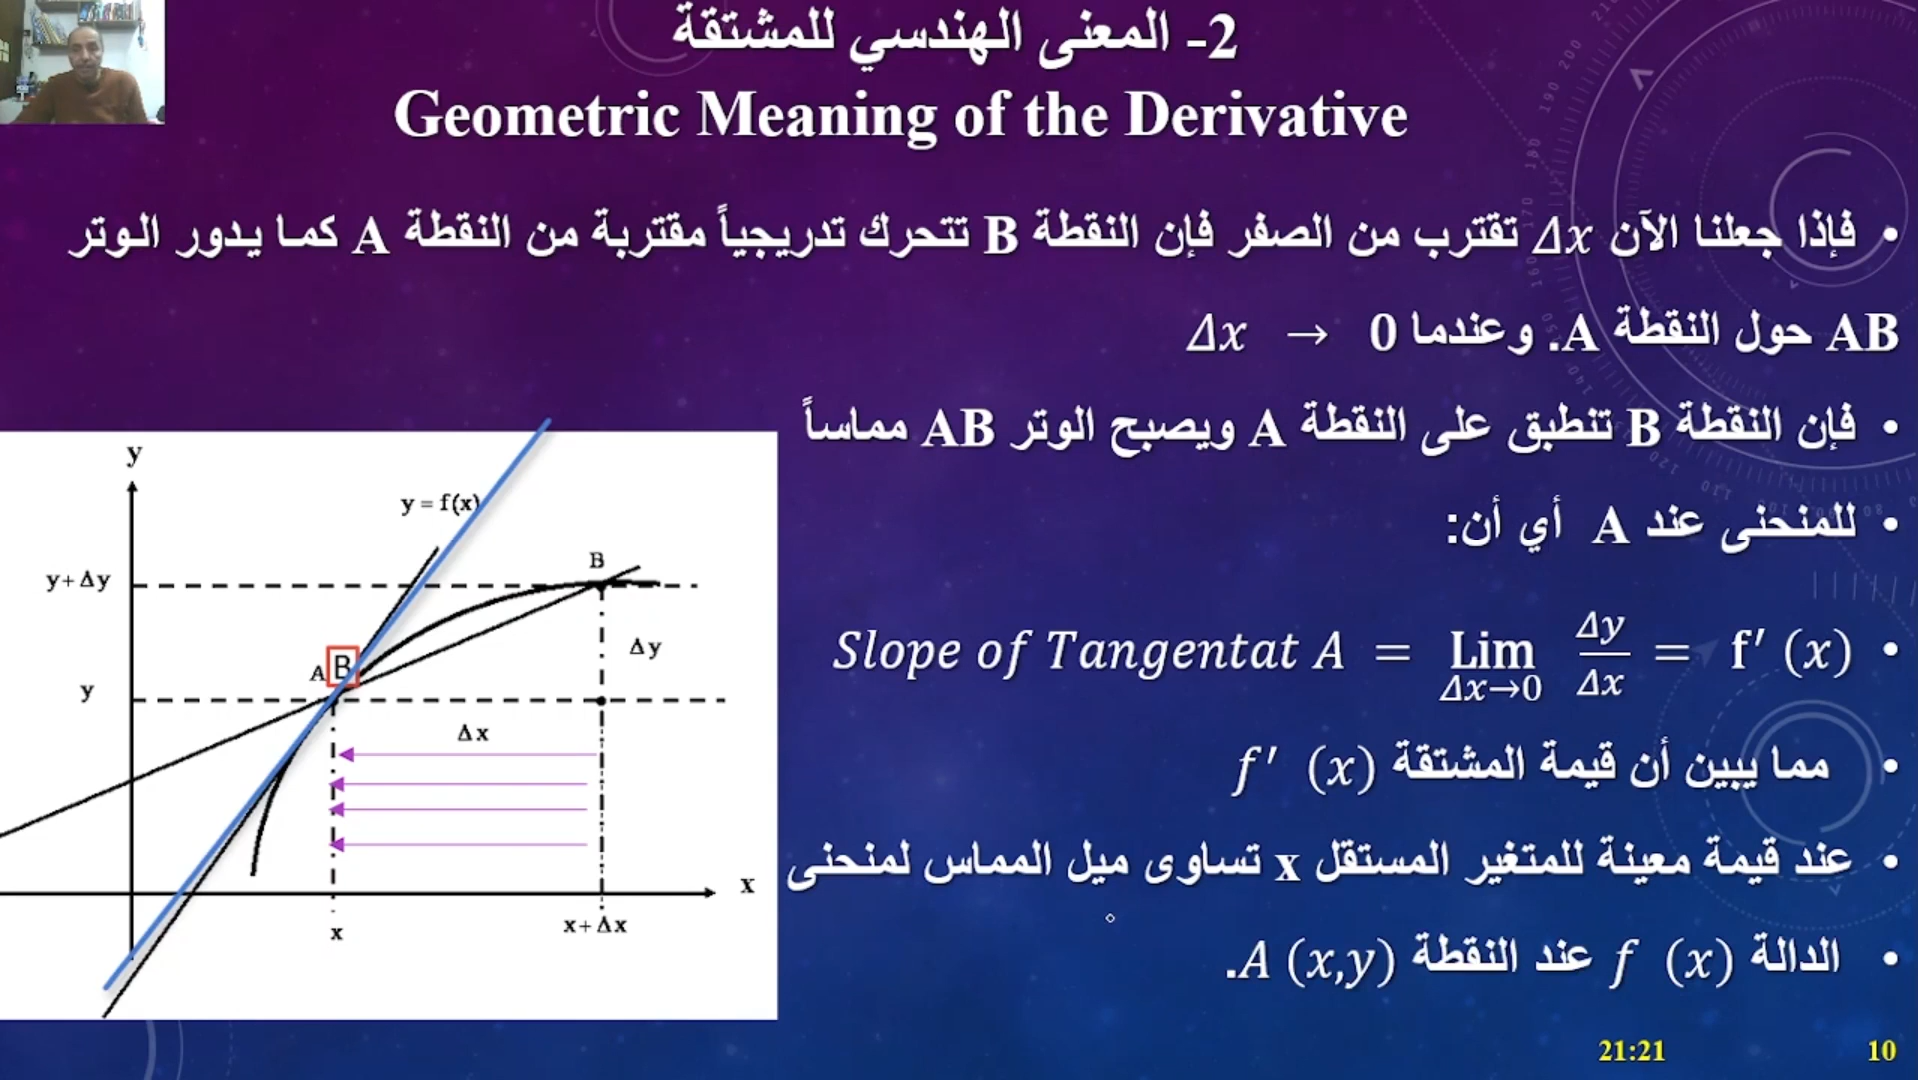 2- المعنى الهندسي للمشتقة
Geometric Meaning of the Derivative
• فإذا جعلنا الآن Δx تقترب من الصفر فإن النقطة B تتحرك تدريجياً مقتربة من النقطة A كما يدور الوتر
AB حول النقطة A. وعندما Δx → 0
• فإن النقطة B تنطبق على النقطة A ويصبح الوتر AB مماساً
• للمنحنى عند A أي أن:
• Slope of Tangentat A = Lim Δx→0 Δy/Δx = f′ (x)
• مما يبين أن قيمة المشتقة f′ (x)
• عند قيمة معينة للمتغير المستقل x تساوى ميل المماس لمنحنى
• الدالة f (x) عند النقطة A (x,y).
y
y = f(x)
B
y + Δy
Δy
A B
y
Δx
x
x
x + Δx
21:21
10